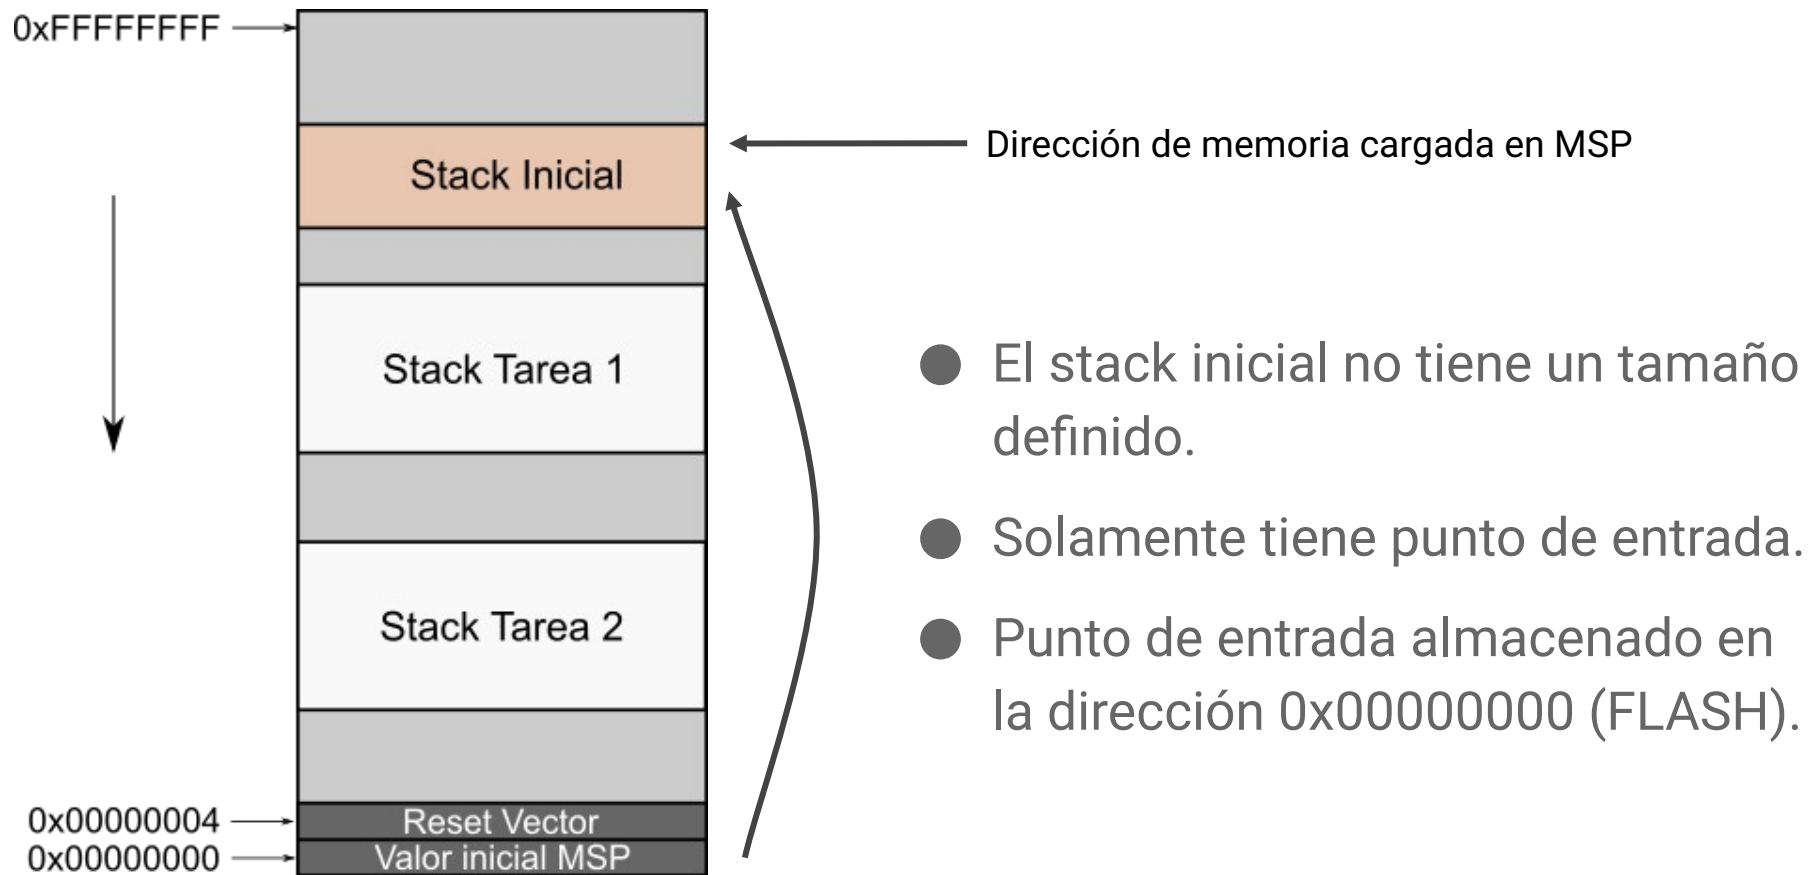 0xFFFFFFFF
Dirección de memoria cargada en MSP
Stack Inicial
Stack Tarea 1
Stack Tarea 2
0x00000004
Reset Vector
0x00000000
Valor inicial MSP
● El stack inicial no tiene un tamaño
definido.
● Solamente tiene punto de entrada.
● Punto de entrada almacenado en
la dirección 0x00000000 (FLASH).